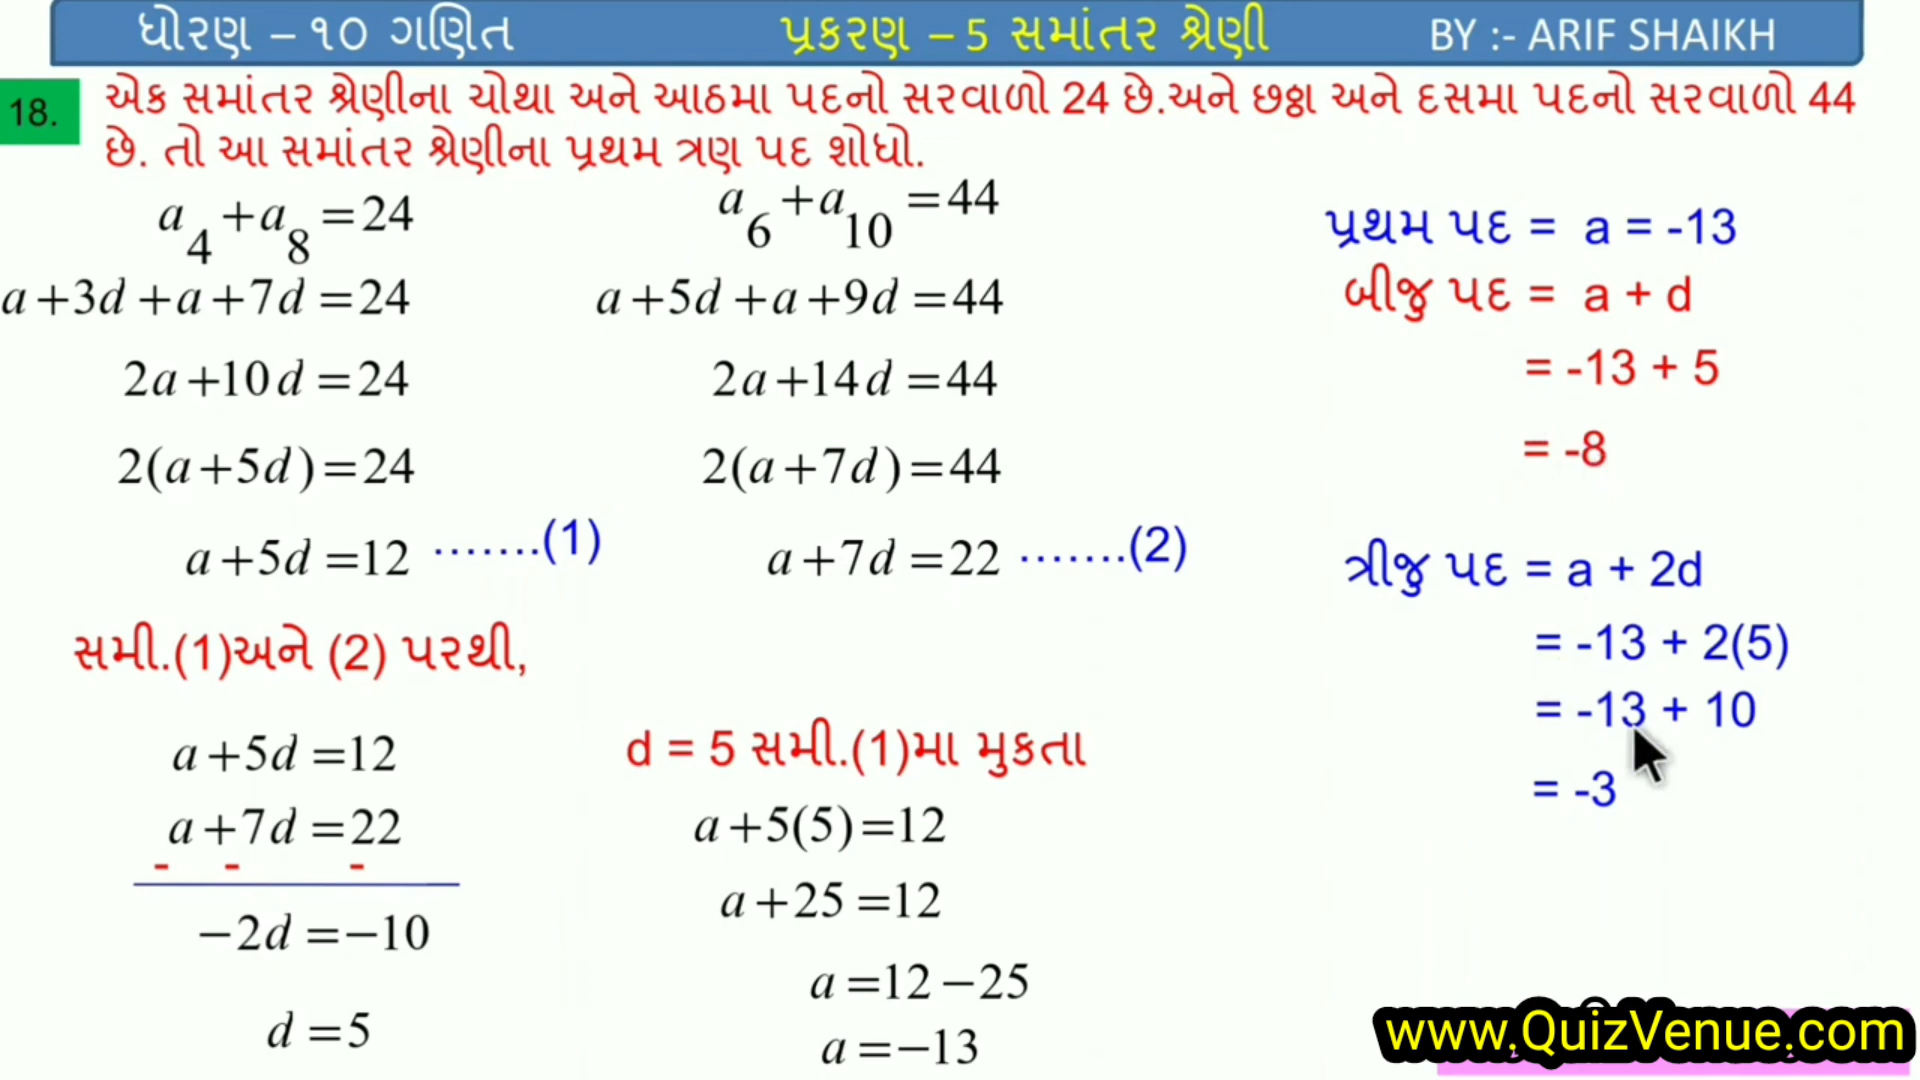 ધોરણ – ૧૦ ગણિત પ્રકરણ – 5 સમાંતર શ્રેણી BY :- ARIF SHAIKH
18. એક સમાંતર શ્રેણીના ચોથા અને આઠમા પદનો સરવાળો 24 છે.અને છઠ્ઠા અને દસમા પદનો સરવાળો 44
છે. તો આ સમાંતર શ્રેણીના પ્રથમ ત્રણ પદ શોધો.
a₄ + a₈ = 24
a + 3d + a + 7d = 24
2a + 10d = 24
2(a + 5d) = 24
a + 5d = 12 .......(1)
a₆ + a₁₀ = 44
a + 5d + a + 9d = 44
2a + 14d = 44
2(a + 7d) = 44
a + 7d = 22 .......(2)
સમી.(1)અને (2) પરથી,
a + 5d = 12
a + 7d = 22
- - -
−2d = −10
d = 5
d = 5 સમી.(1)મા મુકતા
a + 5(5) = 12
a + 25 = 12
a = 12 − 25
a = −13
પ્રથમ પદ = a = -13
બીજુ પદ = a + d
= -13 + 5
= -8
ત્રીજુ પદ = a + 2d
= -13 + 2(5)
= -13 + 10
= -3
www.QuizVenue.com